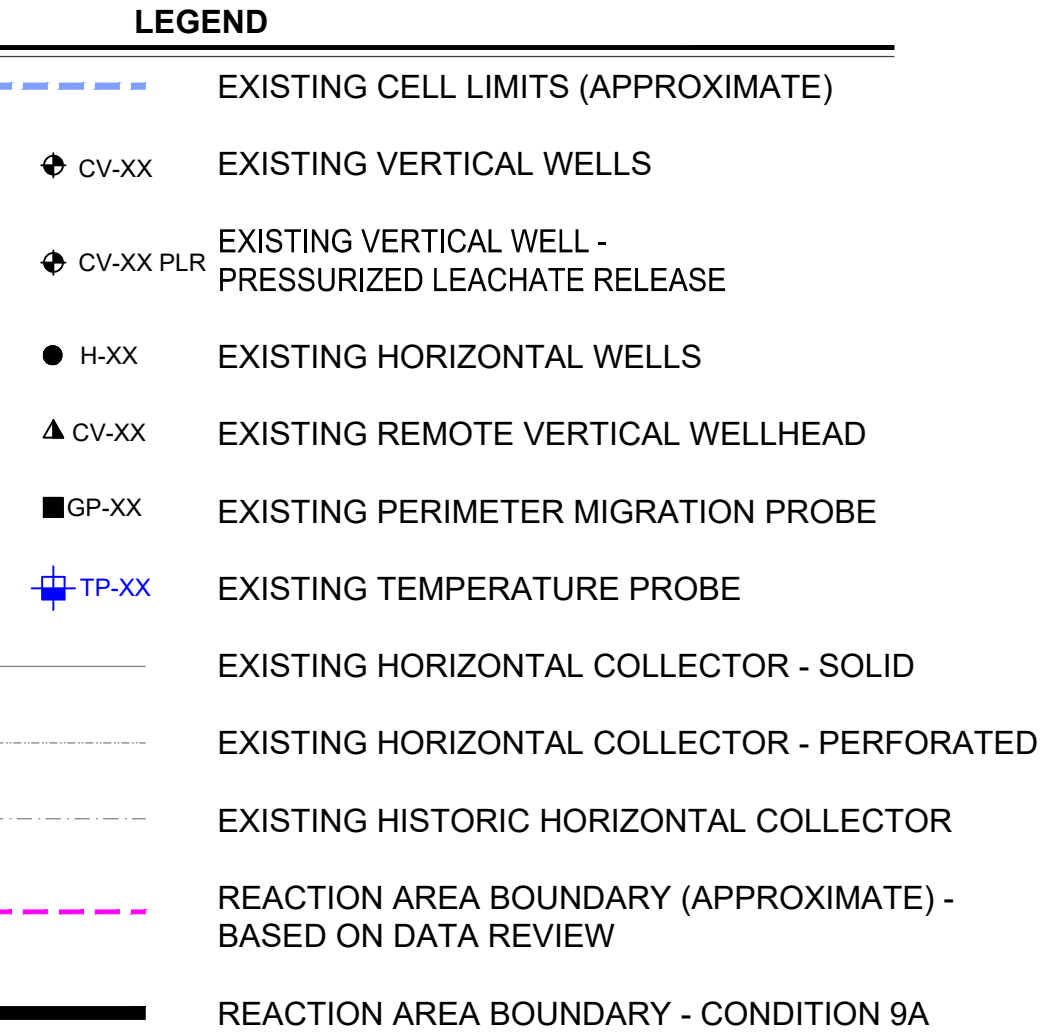 LEGEND
EXISTING CELL LIMITS (APPROXIMATE)
CV-XX EXISTING VERTICAL WELLS
CV-XX PLR EXISTING VERTICAL WELL -
PRESSURIZED LEACHATE RELEASE
H-XX EXISTING HORIZONTAL WELLS
CV-XX EXISTING REMOTE VERTICAL WELLHEAD
GP-XX EXISTING PERIMETER MIGRATION PROBE
TP-XX EXISTING TEMPERATURE PROBE
EXISTING HORIZONTAL COLLECTOR - SOLID
EXISTING HORIZONTAL COLLECTOR - PERFORATED
EXISTING HISTORIC HORIZONTAL COLLECTOR
REACTION AREA BOUNDARY (APPROXIMATE) -
BASED ON DATA REVIEW
REACTION AREA BOUNDARY - CONDITION 9A